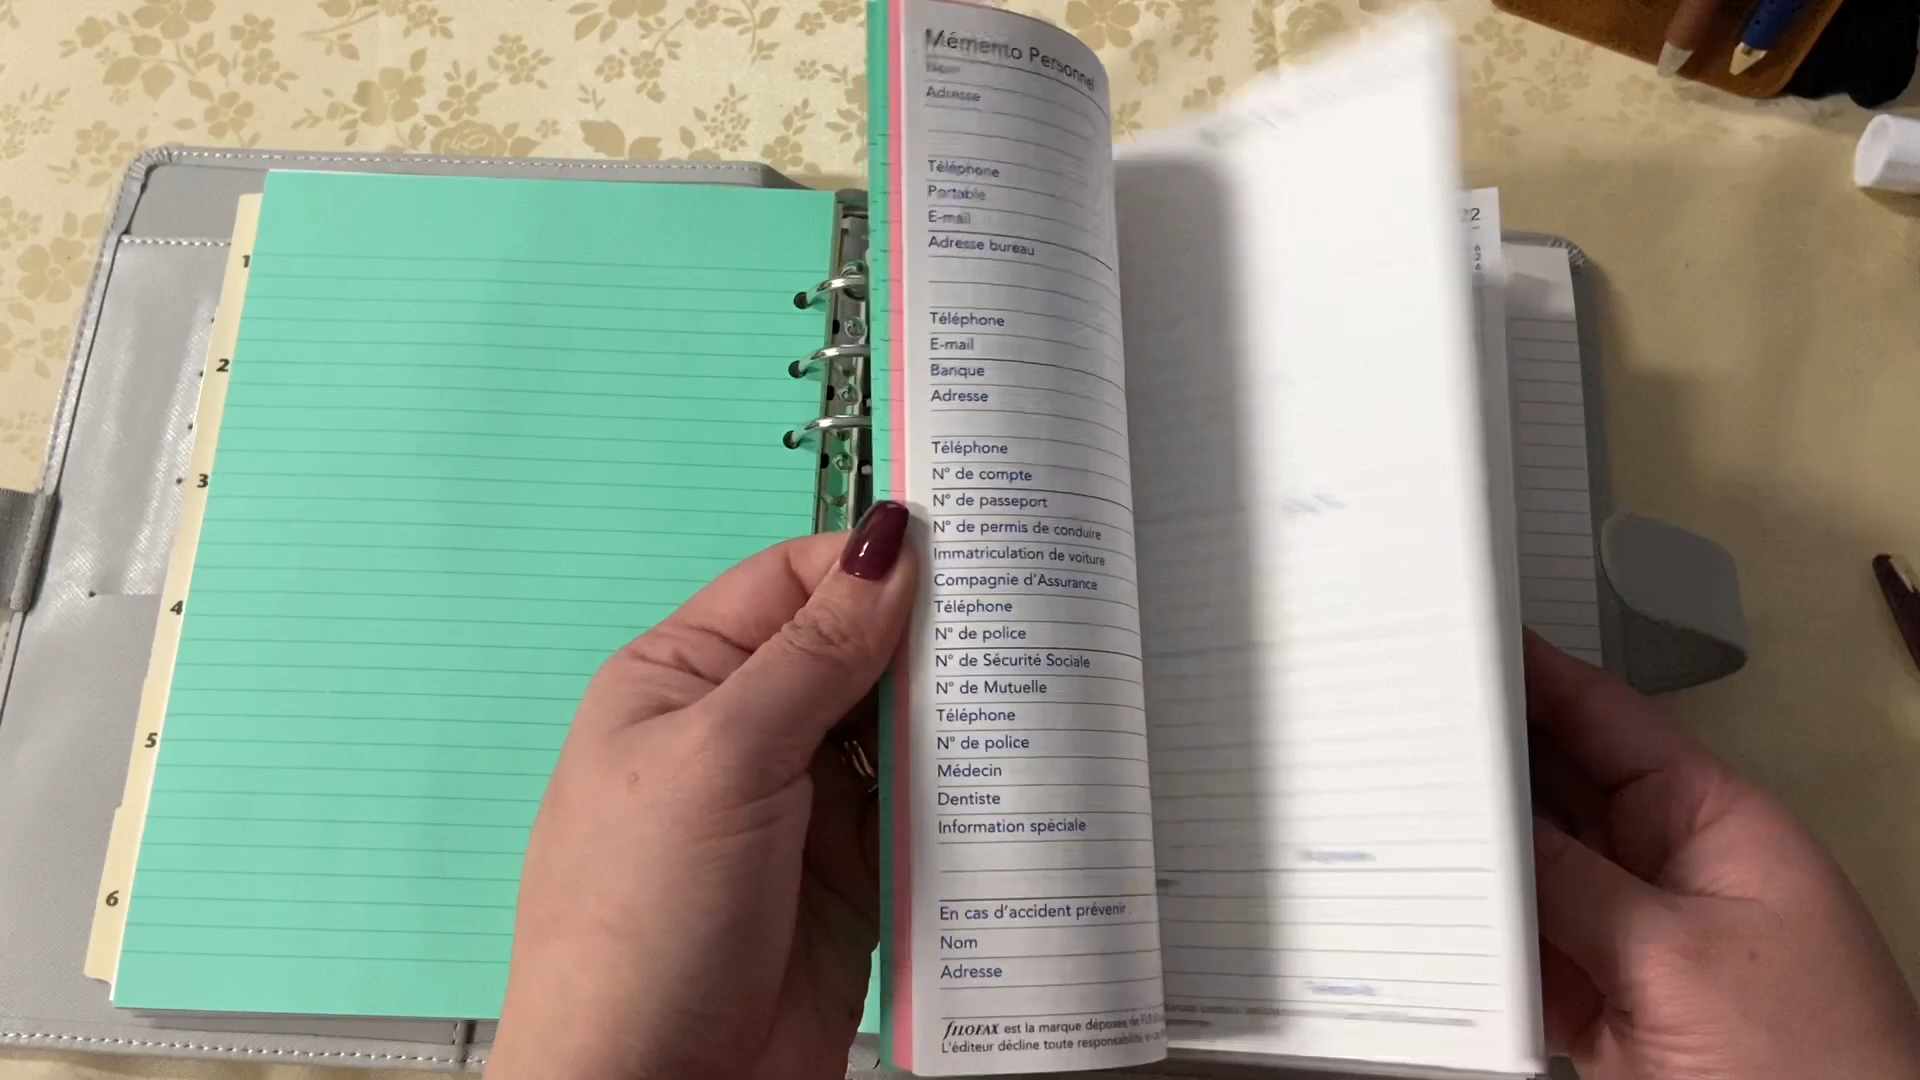 1
2
3
4
5
6
Mémento Personnel
Nom
Adresse
Téléphone
Portable
E-mail
Adresse bureau
Téléphone
E-mail
Banque
Adresse
Téléphone
N° de compte
N° de passeport
N° de permis de conduire
Immatriculation de voiture
Compagnie d'Assurance
Téléphone
N° de police
N° de Sécurité Sociale
N° de Mutuelle
Téléphone
N° de police
Médecin
Dentiste
Information spéciale
En cas d'accident prévenir
Nom
Adresse
fILOFAX est la marque déposée de
L'éditeur décline toute responsabilité
22